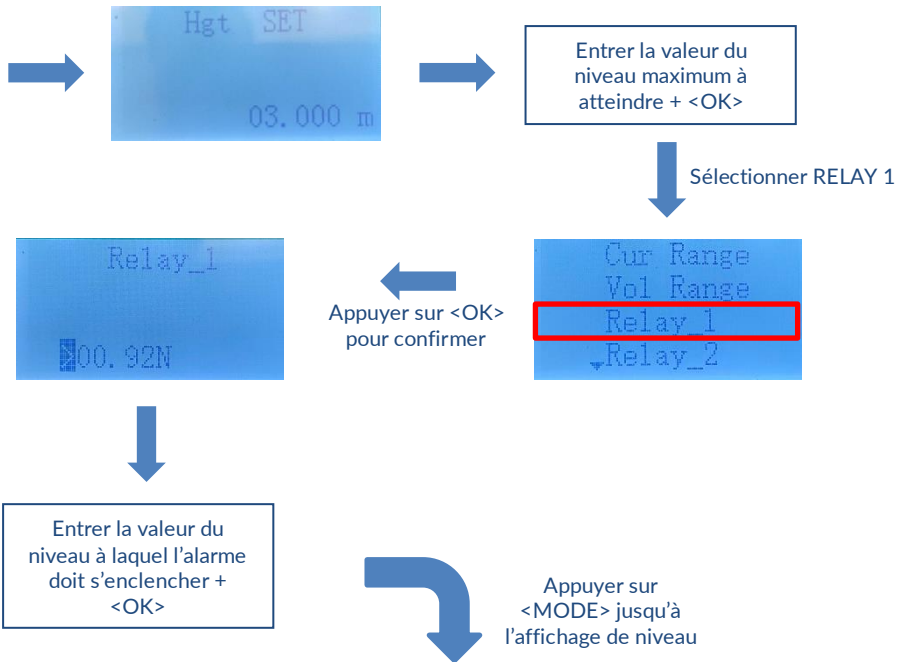 Hgt SET
03.000 m
Entrer la valeur du
niveau maximum à
atteindre + <OK>
Sélectionner RELAY 1
Cur Range
Vol Range
Relay_1
Relay_2
Appuyer sur <OK>
pour confirmer
Relay_1
>00.92N
Entrer la valeur du
niveau à laquel l’alarme
doit s’enclencher +
<OK>
Appuyer sur
<MODE> jusqu’à
l’affichage de niveau